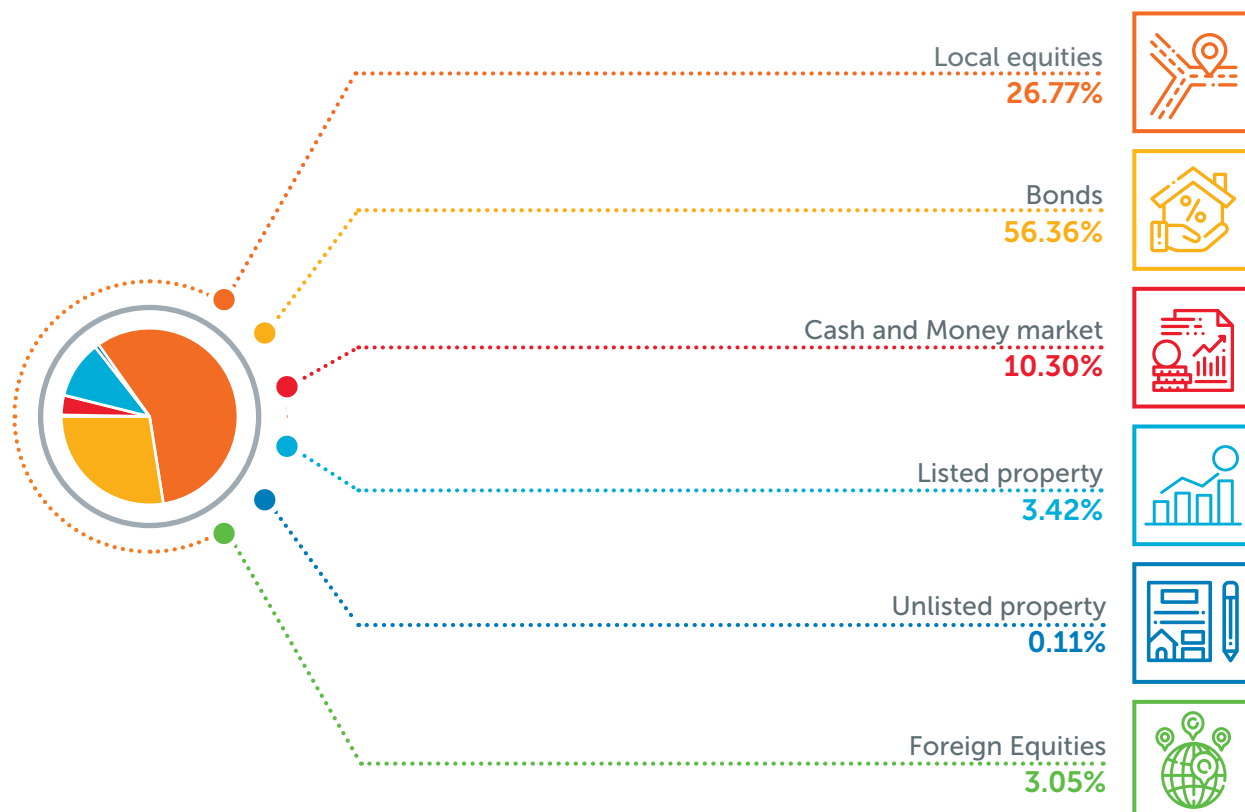 Local equities
26.77%
Bonds
56.36%
Cash and Money market
10.30%
Listed property
3.42%
Unlisted property
0.11%
Foreign Equities
3.05%